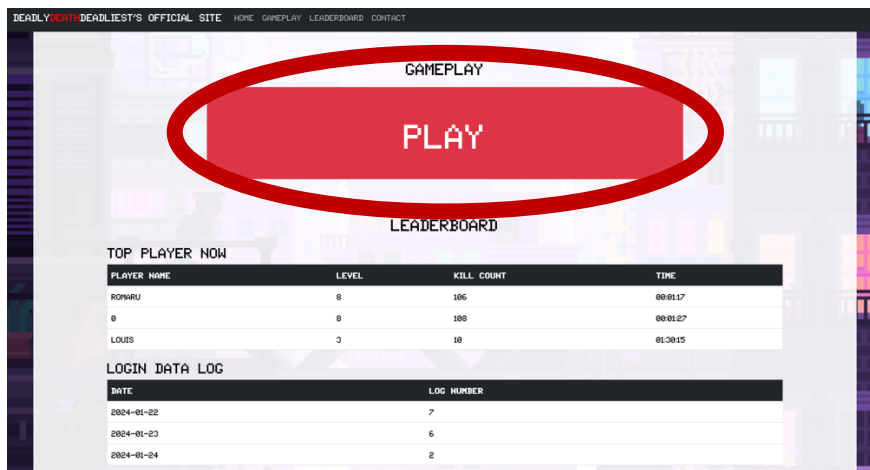 DEADLYDEATHDEADLIEST'S OFFICIAL SITE HOME GAMEPLAY LEADERBOARD CONTACT
GAMEPLAY
PLAY
LEADERBOARD
TOP PLAYER NOW
PLAYER NAME LEVEL KILL COUNT TIME
ROMARU 8 106 00:01:17
0 8 108 00:01:27
LOUIS 3 10 01:30:15
LOGIN DATA LOG
DATE LOG NUMBER
2024-01-22 7
2024-01-23 6
2024-01-24 2